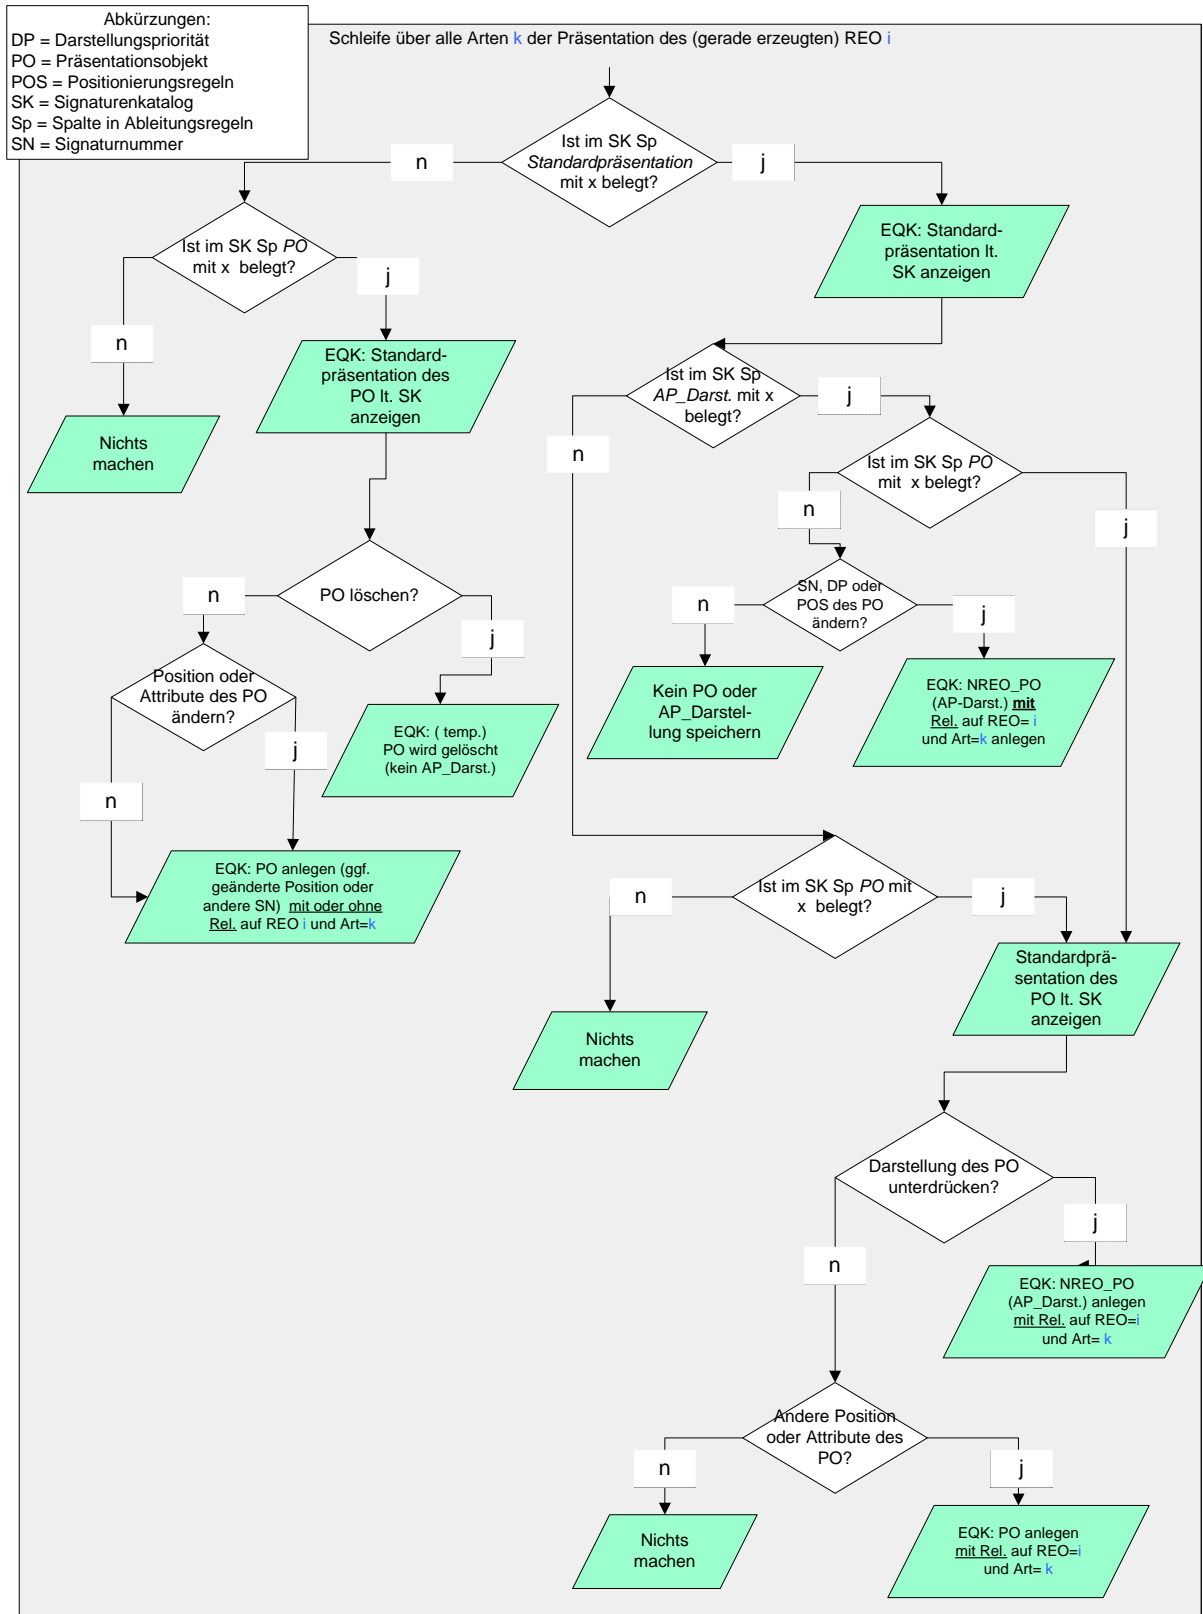 Abkürzungen:
DP = Darstellungspriorität
PO = Präsentationsobjekt
POS = Positionierungsregeln
SK = Signaturenkatalog
Sp = Spalte in Ableitungsregeln
SN = Signaturnummer
Schleife über alle Arten k der Präsentation des (gerade erzeugten) REO i
Ist im SK Sp
Standardpräsentation
mit x belegt?
n
j
Ist im SK Sp PO
mit x belegt?
EQK: Standard-
präsentation lt.
SK anzeigen
n
j
EQK: Standard-
präsentation des
PO lt. SK
anzeigen
Nichts
machen
Ist im SK Sp
AP_Darst. mit x
belegt?
j
n
Ist im SK Sp PO
mit x belegt?
n
j
PO löschen?
n
j
SN, DP oder
POS des PO
ändern?
n
j
Position oder
Attribute des PO
ändern?
n
j
EQK: ( temp.)
PO wird gelöscht
(kein AP_Darst.)
Kein PO oder
AP_Darstel-
lung speichern
EQK: NREO_PO
(AP-Darst.) mit
Rel. auf REO= i
und Art=k anlegen
EQK: PO anlegen (ggf.
geänderte Position oder
andere SN) mit oder ohne
Rel. auf REO i und Art=k
Ist im SK Sp PO mit
x belegt?
n
j
Nichts
machen
Standardprä-
sentation des
PO lt. SK
anzeigen
Darstellung des PO
unterdrücken?
n
j
EQK: NREO_PO
(AP_Darst.) anlegen
mit Rel. auf REO=i
und Art= k
Andere Position
oder Attribute des
PO?
n
j
Nichts
machen
EQK: PO anlegen
mit Rel. auf REO=i
und Art= k